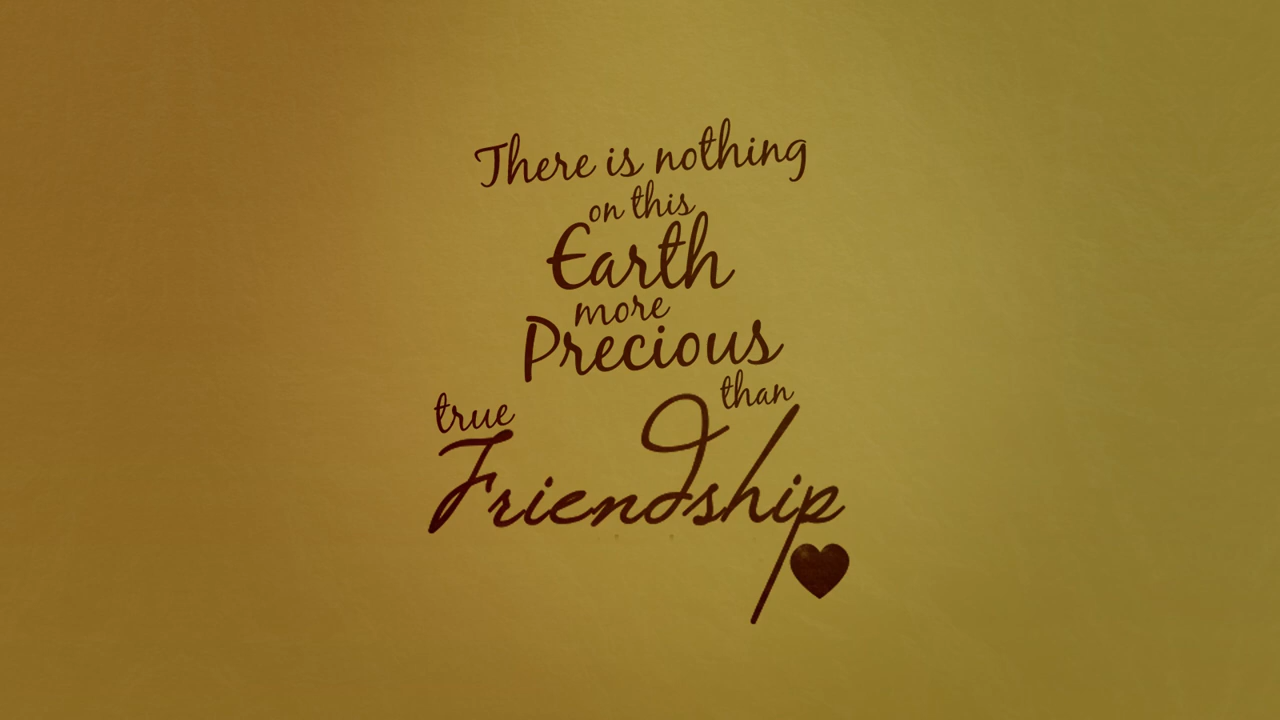 There is nothing
on this
Earth
more
Precious
than
true
Friendship